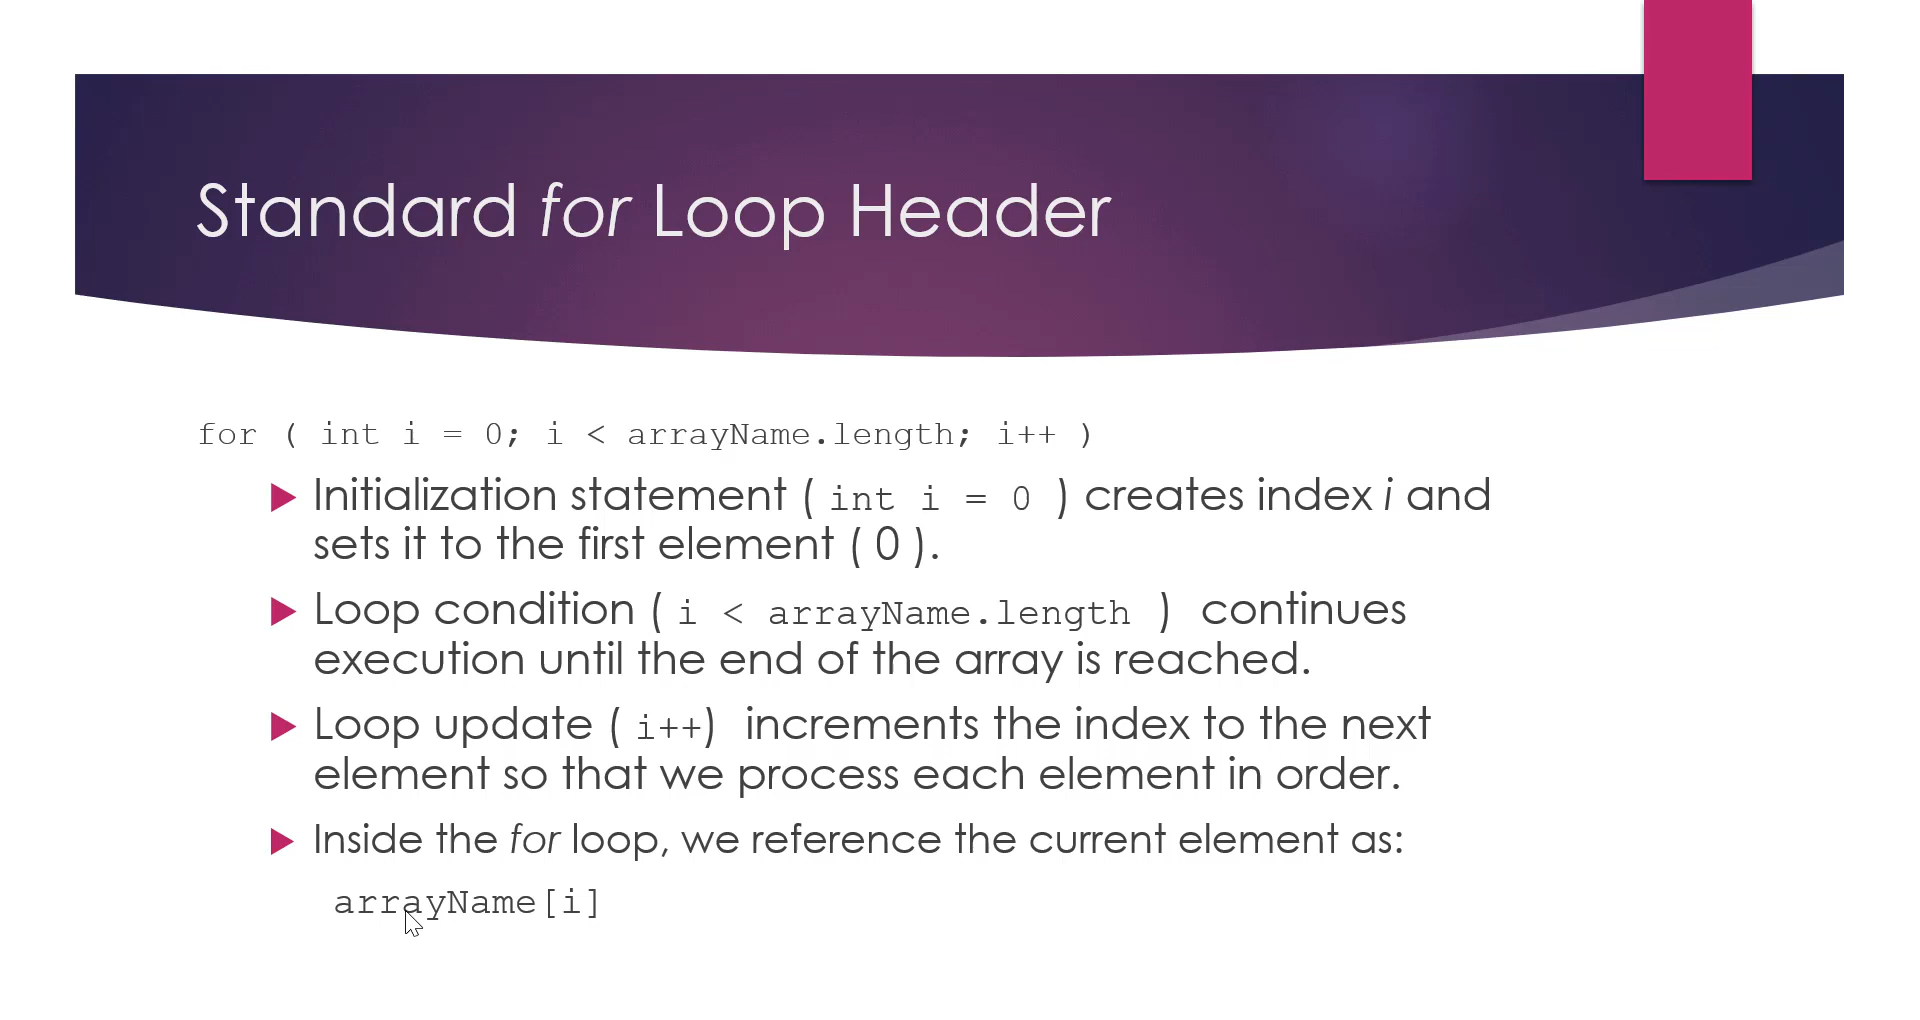 Standard for Loop Header
for ( int i = 0; i < arrayName.length; i++ )
Initialization statement ( int i = 0 ) creates index i and
sets it to the first element ( 0 ).
Loop condition ( i < arrayName.length ) continues
execution until the end of the array is reached.
Loop update ( i++) increments the index to the next
element so that we process each element in order.
Inside the for loop, we reference the current element as:
arrayName[i]